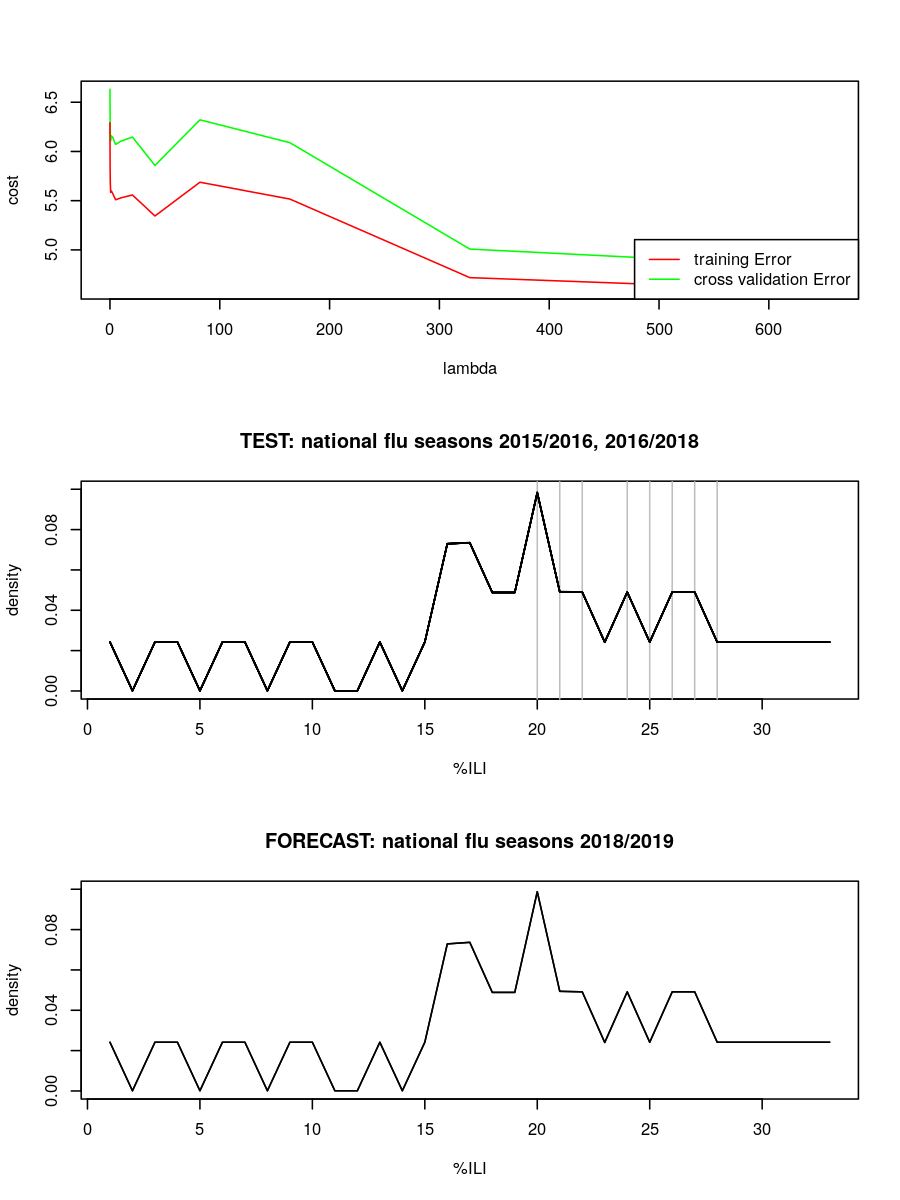 6.5
6.0
5.5
5.0
cost
training Error
cross validation Error
0 100 200 300 400 500 600
lambda
TEST: national flu seasons 2015/2016, 2016/2018
0.08
0.04
0.00
density
0 5 10 15 20 25 30
%ILI
FORECAST: national flu seasons 2018/2019
0.08
0.04
0.00
density
0 5 10 15 20 25 30
%ILI